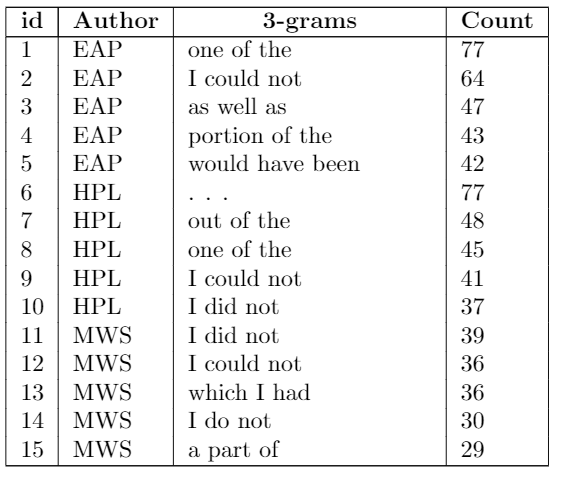 id Author 3-grams Count
1 EAP one of the 77
2 EAP I could not 64
3 EAP as well as 47
4 EAP portion of the 43
5 EAP would have been 42
6 HPL . . . 77
7 HPL out of the 48
8 HPL one of the 45
9 HPL I could not 41
10 HPL I did not 37
11 MWS I did not 39
12 MWS I could not 36
13 MWS which I had 36
14 MWS I do not 30
15 MWS a part of 29